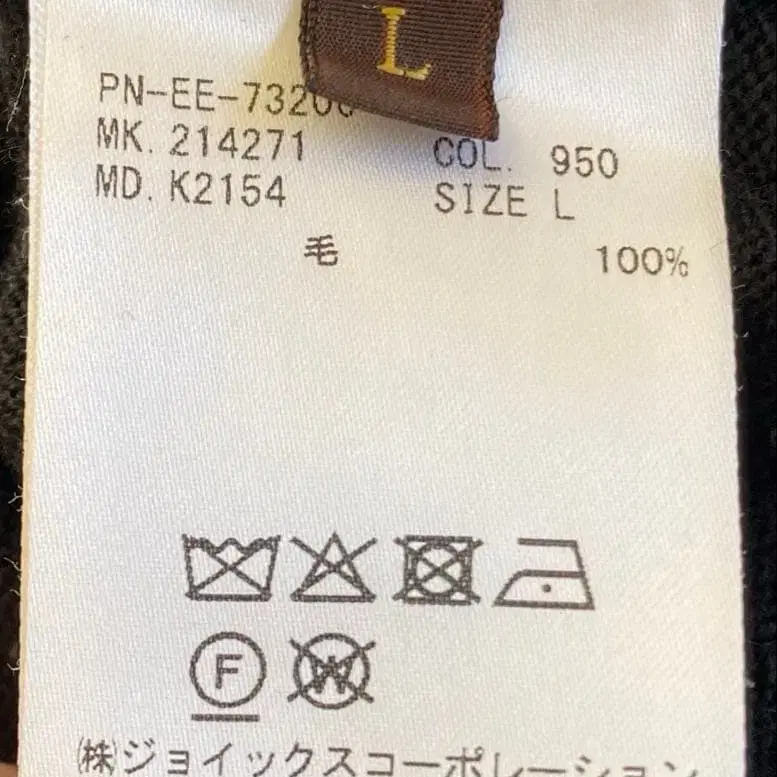 L
PN-EE-73200
MK. 214271 COL. 950
MD. K2154 SIZE L
毛 100%
F W
㈱ジョイックスコーポレーション